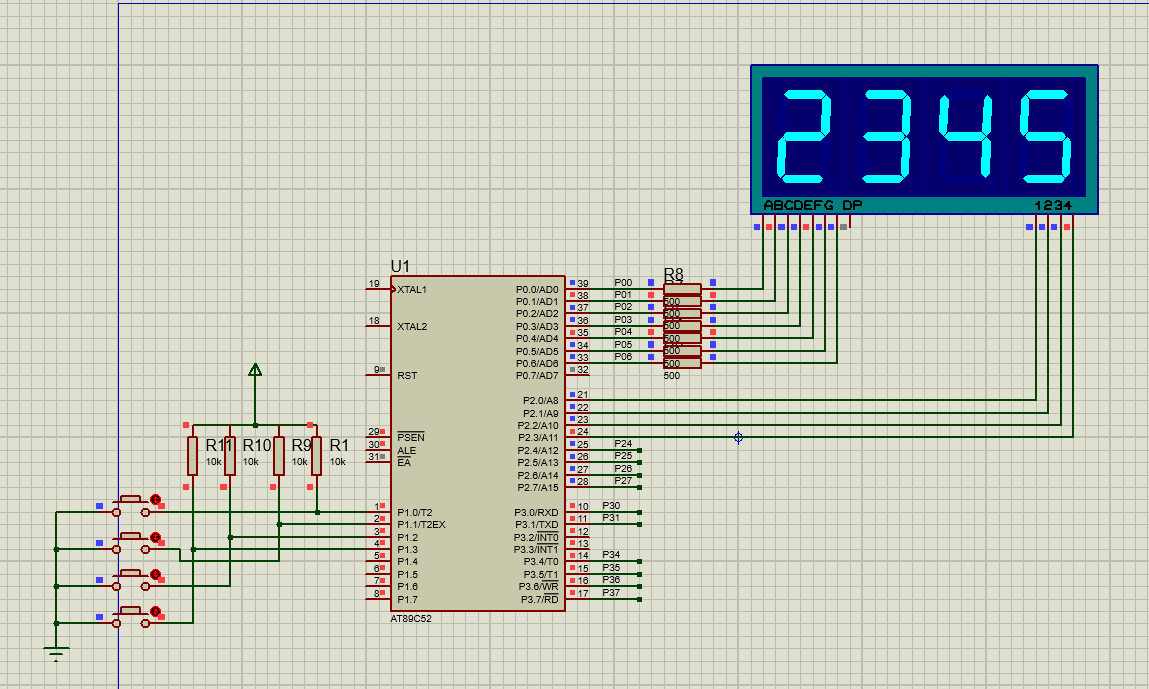 2345
ABCDEFG DP
1234
U1
R8
19
XTAL1
18
XTAL2
9
RST
29
PSEN
30
ALE
31
EA
1
P1.0/T2
2
P1.1/T2EX
3
P1.2
4
P1.3
5
P1.4
6
P1.5
7
P1.6
8
P1.7
P0.0/AD0
39
P00
P0.1/AD1
38
P01
500
P0.2/AD2
37
P02
500
P0.3/AD3
36
P03
500
P0.4/AD4
35
P04
500
P0.5/AD5
34
P05
500
P0.6/AD6
33
P06
500
P0.7/AD7
32
500
P2.0/A8
21
P2.1/A9
22
P2.2/A10
23
P2.3/A11
24
P2.4/A12
25
P24
P2.5/A13
26
P25
P2.6/A14
27
P26
P2.7/A15
28
P27
P3.0/RXD
10
P30
P3.1/TXD
11
P31
P3.2/INT0
12
P3.3/INT1
13
P3.4/T0
14
P34
P3.5/T1
15
P35
P3.6/WR
16
P36
P3.7/RD
17
P37
AT89C52
R11
10k
R10
10k
R9
10k
R1
10k